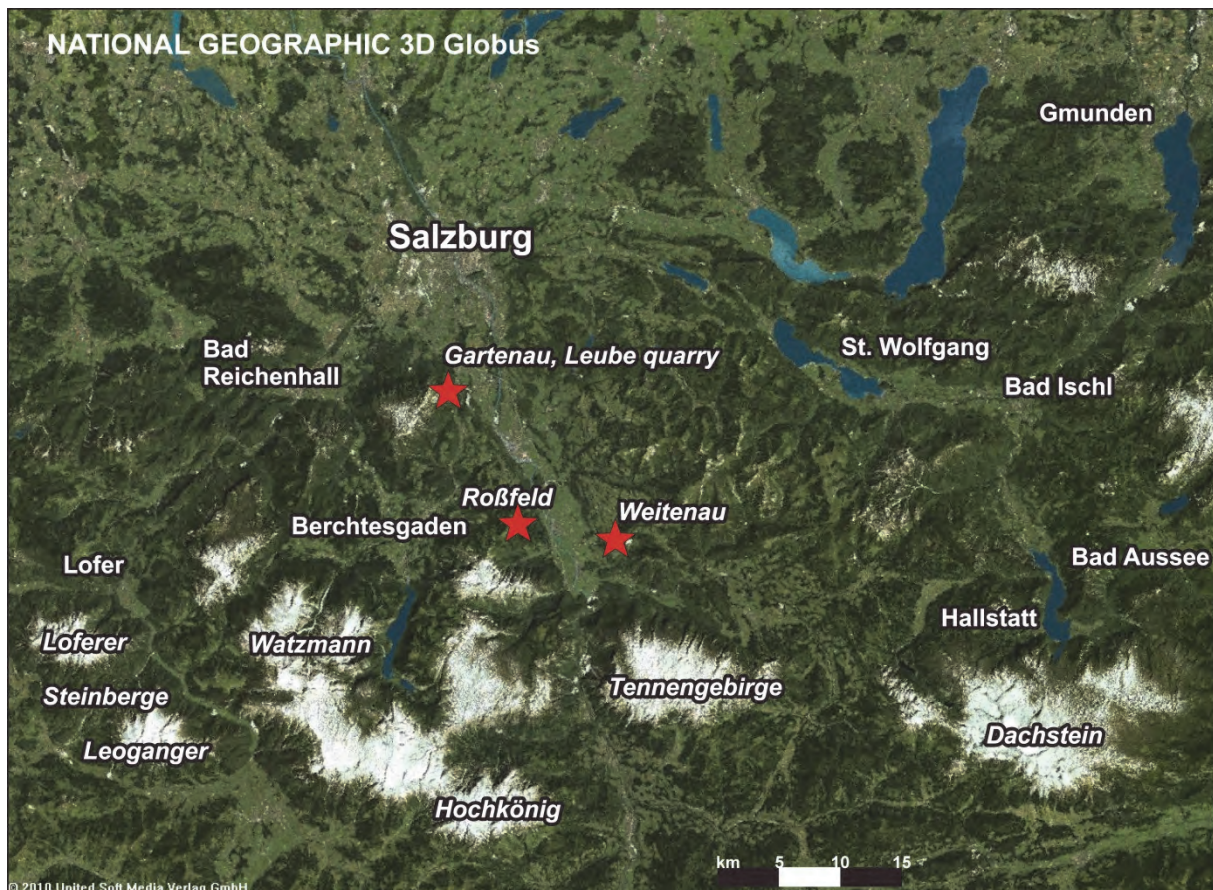 NATIONAL GEOGRAPHIC 3D Globus
Gmunden
Salzburg
Bad
Reichenhall
Gartenau, Leube quarry
St. Wolfgang
Bad Ischl
Roßfeld
Weitenau
Berchtesgaden
Lofer
Bad Aussee
Hallstatt
Loferer
Watzmann
Steinberge
Tennengebirge
Leoganger
Dachstein
Hochkönig
km 5 10 15
© 2010 United Soft Media Verlag GmbH